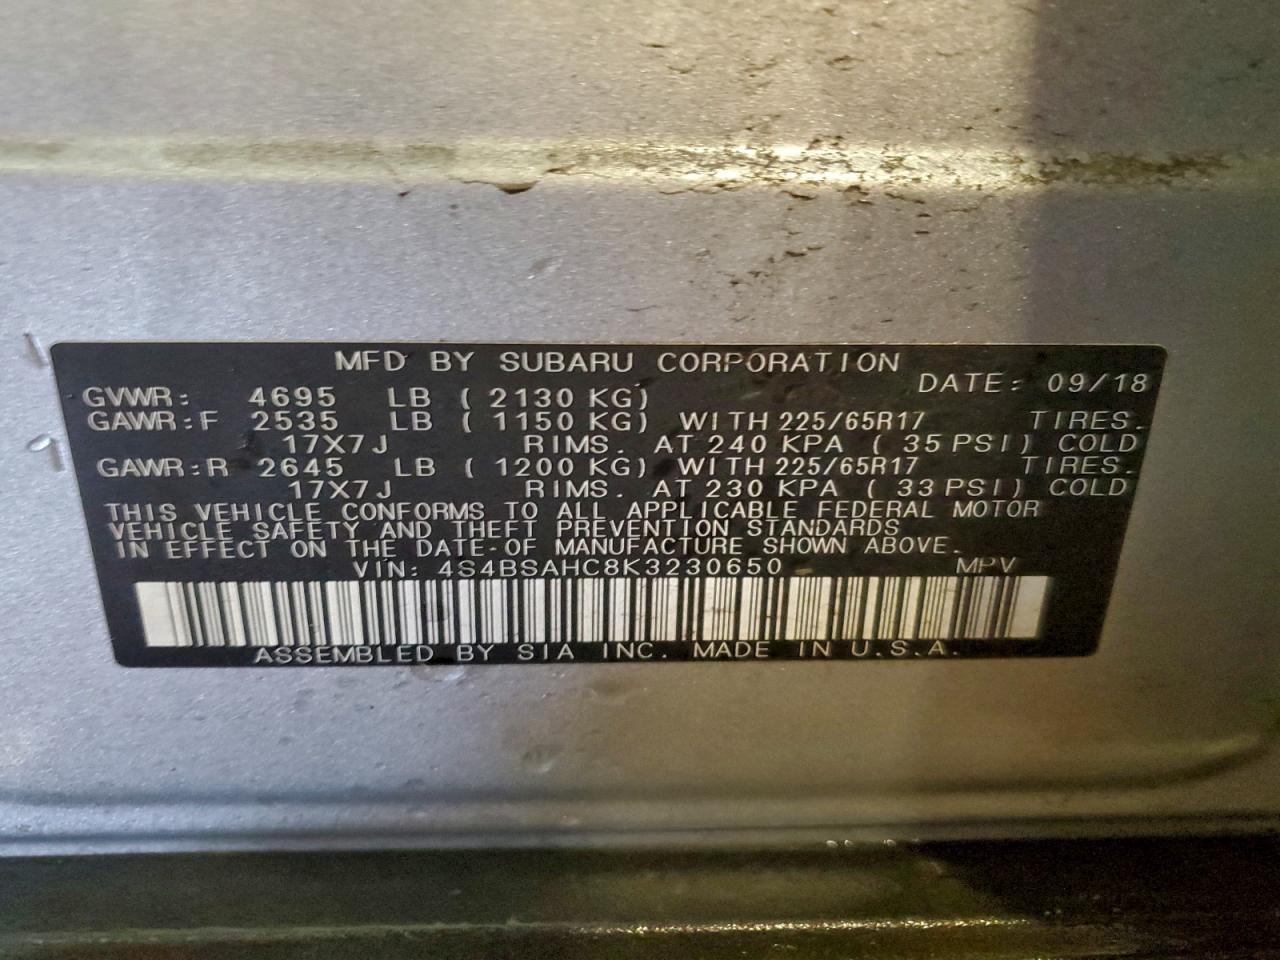 MFD BY SUBARU CORPORATION
DATE: 09/18
GVWR: 4695 LB ( 2130 KG)
GAWR:F 2535 LB ( 1150 KG) WITH 225/65R17 TIRES.
17X7J RIMS. AT 240 KPA ( 35 PSI) COLD
GAWR:R 2645 LB ( 1200 KG) WITH 225/65R17 TIRES.
17X7J RIMS. AT 230 KPA ( 33 PSI) COLD
THIS VEHICLE CONFORMS TO ALL APPLICABLE FEDERAL MOTOR
VEHICLE SAFETY AND THEFT PREVENTION STANDARDS
IN EFFECT ON THE DATE-OF MANUFACTURE SHOWN ABOVE.
VIN: 4S4BSAHC8K3230650 MPV
ASSEMBLED BY SIA INC. MADE IN U.S.A.